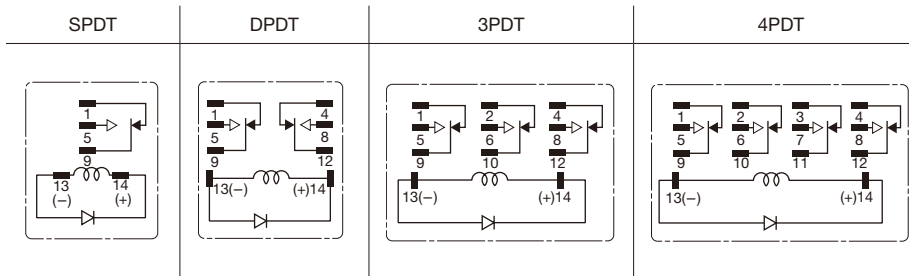 SPDT DPDT 3PDT 4PDT
1 1 4 1 2 4 1 2 3 4
5 5 8 5 6 8 5 6 7 8
9 9 12 9 10 12 9 10 11 12
13 14 13(–) (+)14 13(–) (+)14 13(–) (+)14
(–) (+)